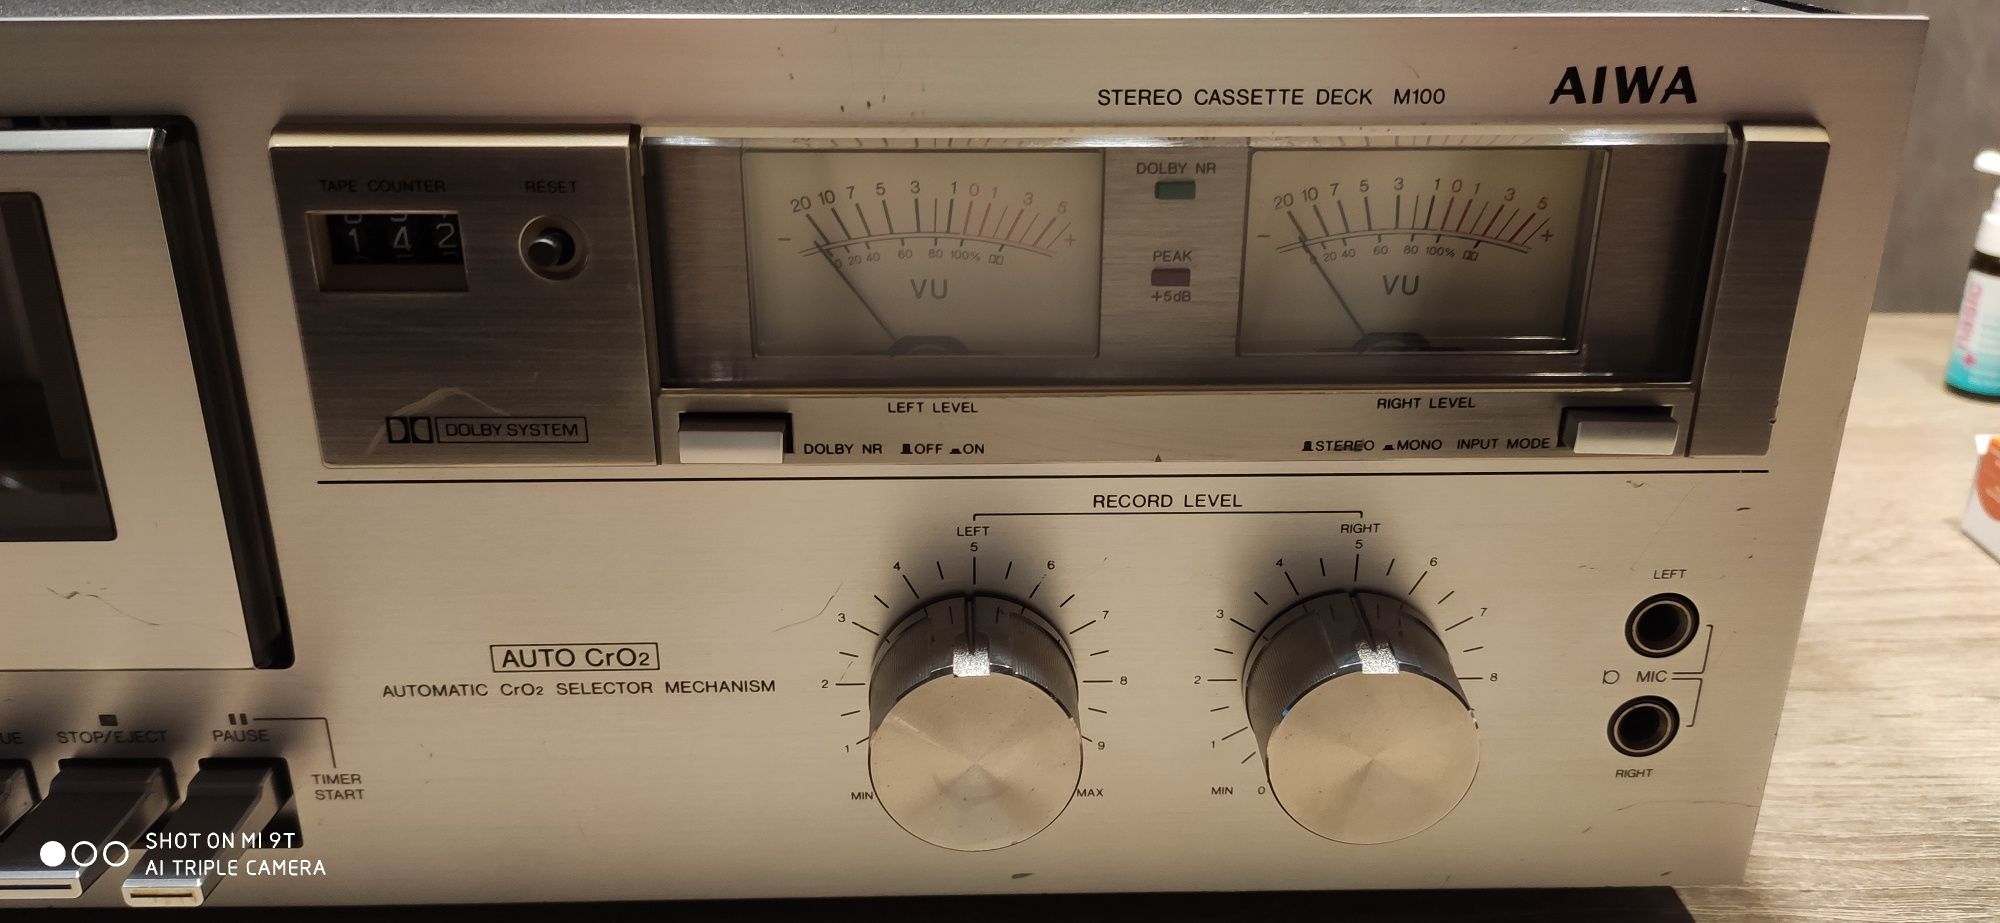 STEREO CASSETTE DECK M100
AIWA
TAPE COUNTER
RESET
1 4 2
20 10 7 5 3 1 0 1 3 5
- +
0 20 40 60 80 100%
VU
DOLBY NR
PEAK
+5dB
20 10 7 5 3 1 0 1 3 5
- +
0 20 40 60 80 100%
VU
DOLBY SYSTEM
LEFT LEVEL
RIGHT LEVEL
DOLBY NR OFF ON
STEREO MONO INPUT MODE
RECORD LEVEL
LEFT
RIGHT
MIN 1 2 3 4 5 6 7 8 9 MAX
MIN 0 1 2 3 4 5 6 7 8
LEFT
MIC
RIGHT
AUTO CrO2
AUTOMATIC CrO2 SELECTOR MECHANISM
UE
STOP/EJECT
PAUSE
TIMER
START
SHOT ON MI 9T
AI TRIPLE CAMERA